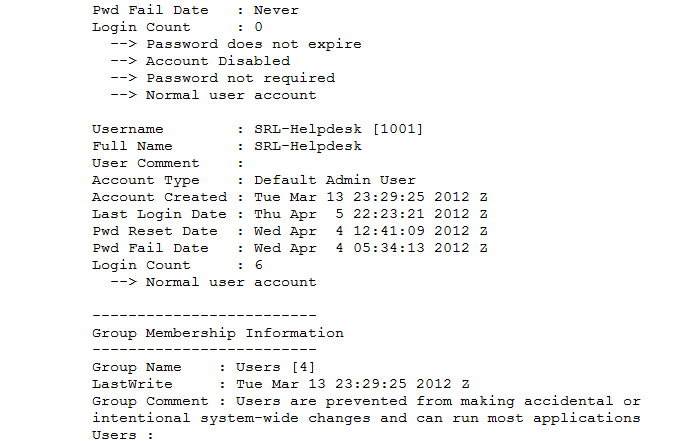 Pwd Fail Date   : Never
Login Count     : 0
  --> Password does not expire
  --> Account Disabled
  --> Password not required
  --> Normal user account

Username        : SRL-Helpdesk [1001]
Full Name       : SRL-Helpdesk
User Comment    :
Account Type    : Default Admin User
Account Created : Tue Mar 13 23:29:25 2012 Z
Last Login Date : Thu Apr  5 22:23:21 2012 Z
Pwd Reset Date  : Wed Apr  4 12:41:09 2012 Z
Pwd Fail Date   : Wed Apr  4 05:34:13 2012 Z
Login Count     : 6
  --> Normal user account

-------------------------
Group Membership Information
-------------------------
Group Name    : Users [4]
LastWrite     : Tue Mar 13 23:29:25 2012 Z
Group Comment : Users are prevented from making accidental or
intentional system-wide changes and can run most applications
Users :